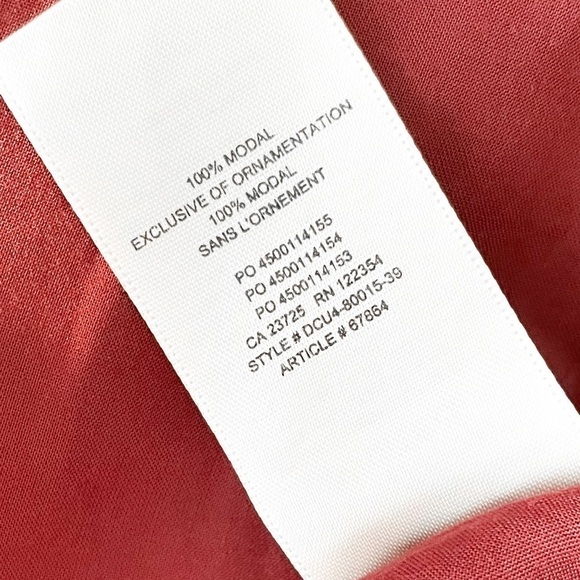 100% MODAL
EXCLUSIVE OF ORNAMENTATION
100% MODAL
SANS L'ORNEMENT
PO 4500114155
PO 4500114154
PO 4500114153
CA 23725 RN 122354
STYLE # DCU4-80015-39
ARTICLE # 67864